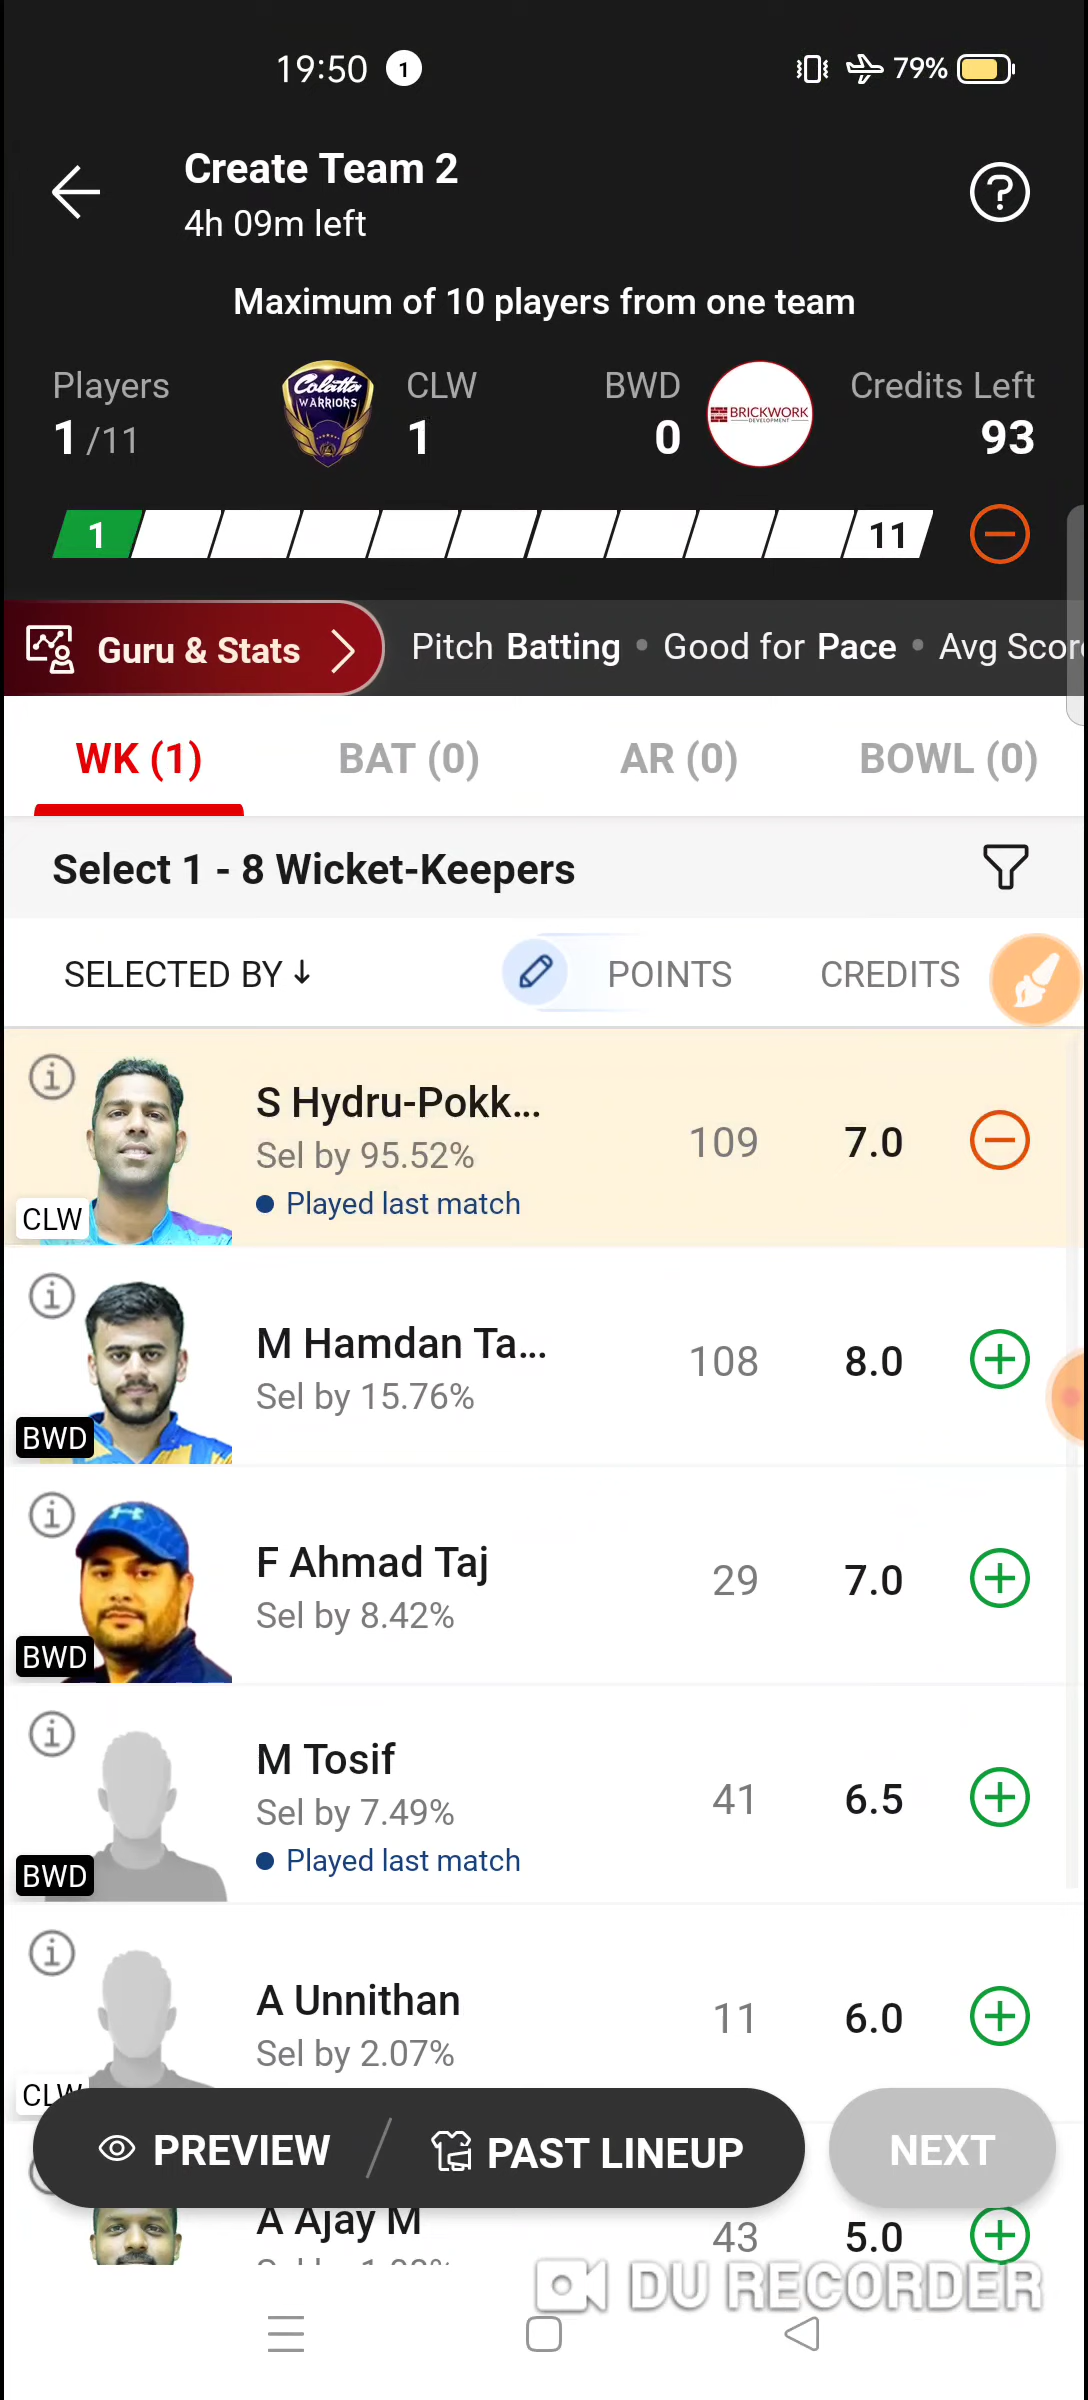 19:50 1 79%
Create Team 2
4h 09m left
Maximum of 10 players from one team
Players CLW BWD Credits Left
1 /11 1 0 93
Colatta WARRIORS
BRICKWORK
DEVELOPMENT
1 11
Guru & Stats Pitch Batting • Good for Pace • Avg Scor
WK (1) BAT (0) AR (0) BOWL (0)
Select 1 - 8 Wicket-Keepers
SELECTED BY ↓ POINTS CREDITS
S Hydru-Pokk...
Sel by 95.52% 109 7.0
Played last match
CLW
M Hamdan Ta...
Sel by 15.76% 108 8.0
BWD
F Ahmad Taj
Sel by 8.42% 29 7.0
BWD
M Tosif
Sel by 7.49% 41 6.5
Played last match
BWD
A Unnithan
Sel by 2.07% 11 6.0
CLW
PREVIEW PAST LINEUP NEXT
A Ajay M 43 5.0
DU RECORDER